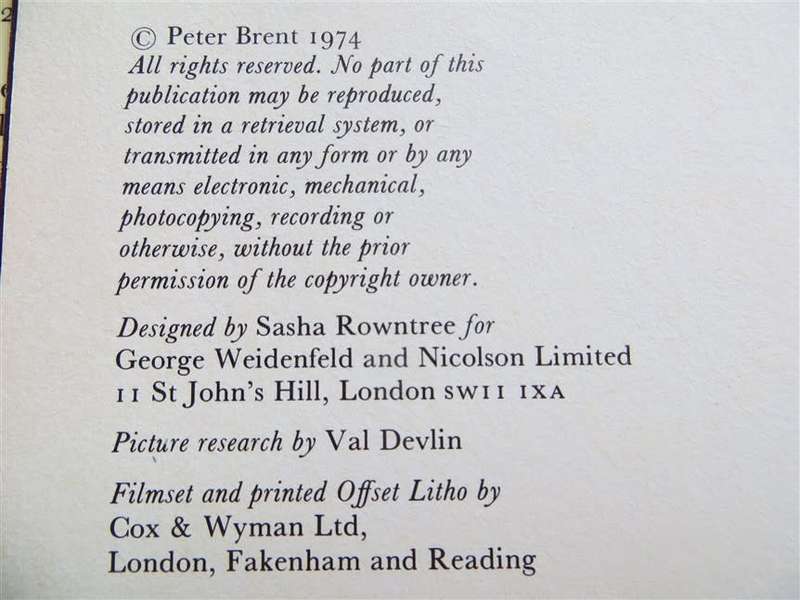 © Peter Brent 1974
All rights reserved. No part of this
publication may be reproduced,
stored in a retrieval system, or
transmitted in any form or by any
means electronic, mechanical,
photocopying, recording or
otherwise, without the prior
permission of the copyright owner.
Designed by Sasha Rowntree for
George Weidenfeld and Nicolson Limited
11 St John's Hill, London SW11 1XA
Picture research by Val Devlin
Filmset and printed Offset Litho by
Cox & Wyman Ltd,
London, Fakenham and Reading